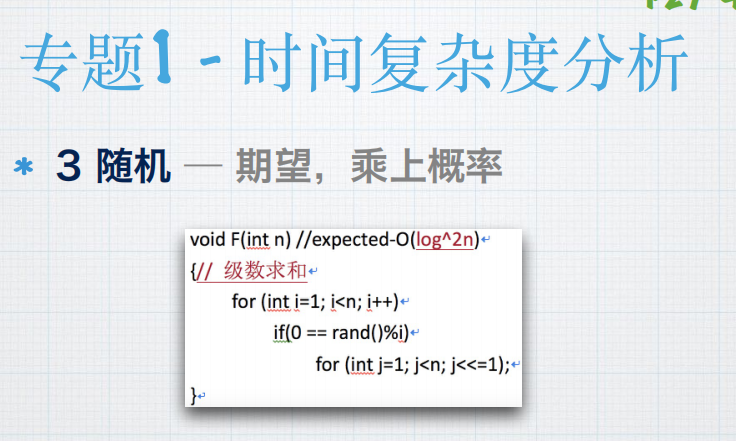 专题1 - 时间复杂度分析
* 3 随机 — 期望，乘上概率
void F(int n) //expected-O(log^2n)
{// 级数求和
for (int i=1; i<n; i++)
if(0 == rand()%i)
for (int j=1; j<n; j<<=1);
}